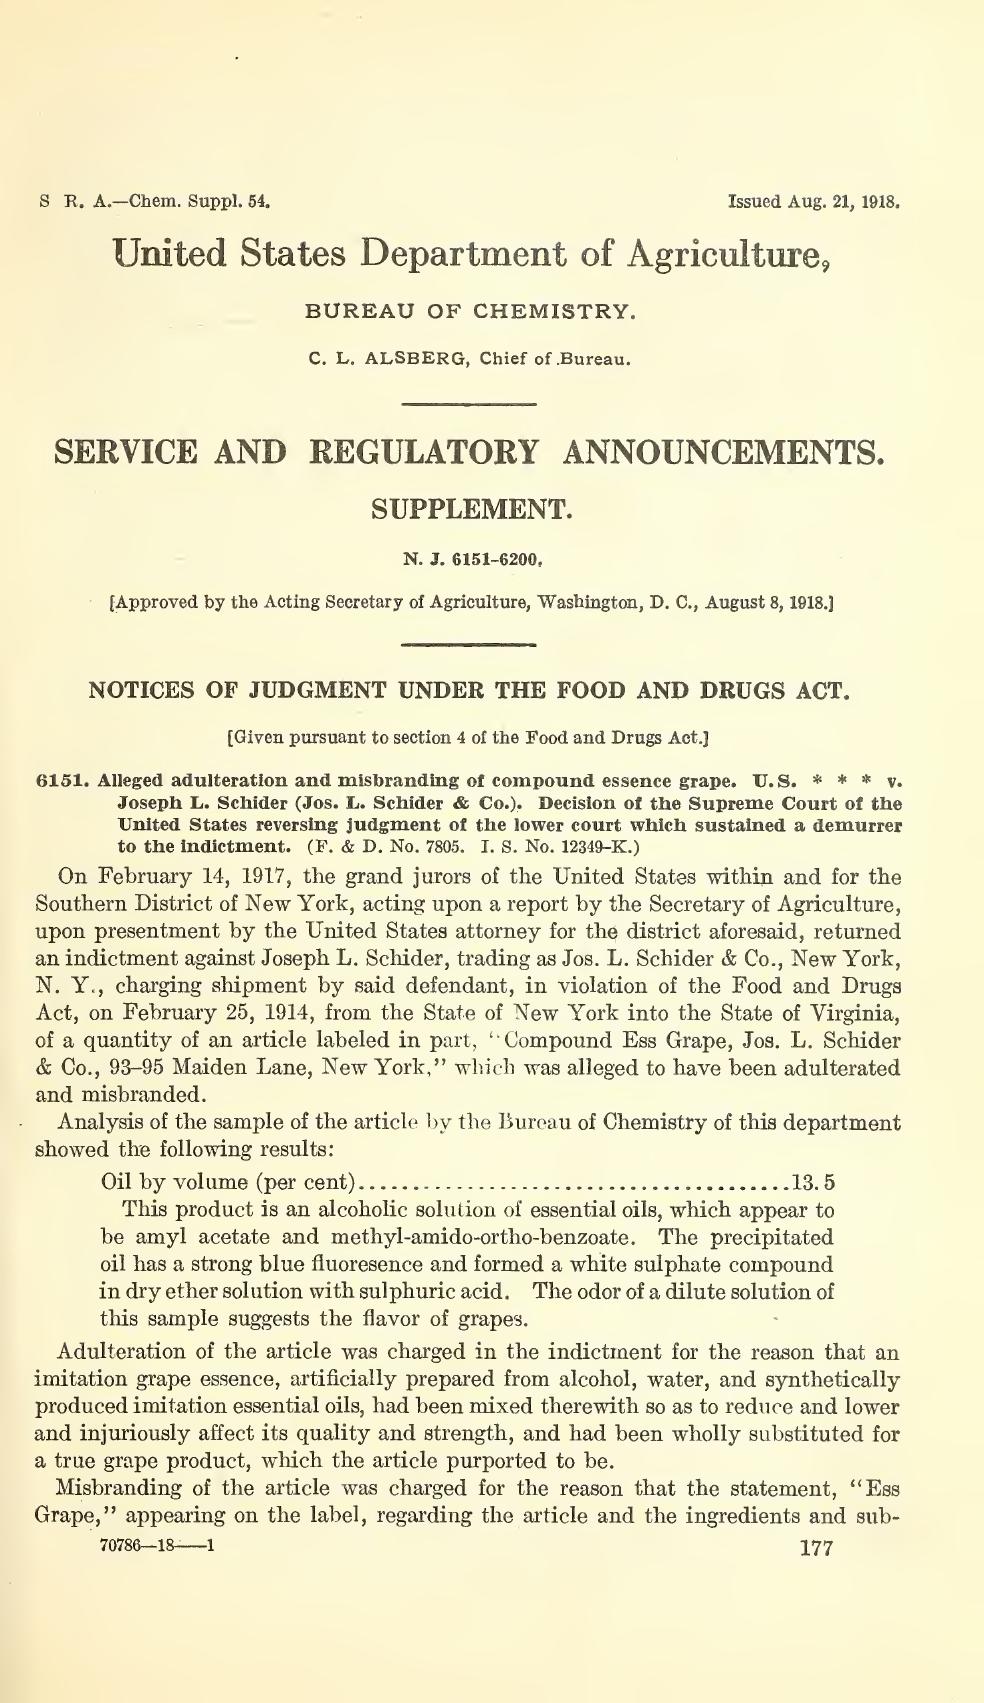 S R. A.—Chem. Suppl. 54.
Issued Aug. 21, 1918.
United States Department of Agriculture,
BUREAU OF CHEMISTRY.
C. L. ALSBERG, Chief of Bureau.
SERVICE AND REGULATORY ANNOUNCEMENTS.
SUPPLEMENT.
N. J. 6151-6200.
[Approved by the Acting Secretary of Agriculture, Washington, D. C., August 8, 1918.]
NOTICES OF JUDGMENT UNDER THE FOOD AND DRUGS ACT.
[Given pursuant to section 4 of the Food and Drugs Act.]
6151. Alleged adulteration and misbranding of compound essence grape. U. S. * * * v.
Joseph L. Schider (Jos. L. Schider & Co.). Decision of the Supreme Court of the
United States reversing judgment of the lower court which sustained a demurrer
to the indictment. (F. & D. No. 7805. I. S. No. 12349-K.)
On February 14, 1917, the grand jurors of the United States within and for the
Southern District of New York, acting upon a report by the Secretary of Agriculture,
upon presentment by the United States attorney for the district aforesaid, returned
an indictment against Joseph L. Schider, trading as Jos. L. Schider & Co., New York,
N. Y., charging shipment by said defendant, in violation of the Food and Drugs
Act, on February 25, 1914, from the State of New York into the State of Virginia,
of a quantity of an article labeled in part, "Compound Ess Grape, Jos. L. Schider
& Co., 93-95 Maiden Lane, New York," which was alleged to have been adulterated
and misbranded.
Analysis of the sample of the article by the Bureau of Chemistry of this department
showed the following results:
Oil by volume (per cent)........................................13.5
This product is an alcoholic solution of essential oils, which appear to
be amyl acetate and methyl-amido-ortho-benzoate. The precipitated
oil has a strong blue fluoresence and formed a white sulphate compound
in dry ether solution with sulphuric acid. The odor of a dilute solution of
this sample suggests the flavor of grapes.
Adulteration of the article was charged in the indictment for the reason that an
imitation grape essence, artificially prepared from alcohol, water, and synthetically
produced imitation essential oils, had been mixed therewith so as to reduce and lower
and injuriously affect its quality and strength, and had been wholly substituted for
a true grape product, which the article purported to be.
Misbranding of the article was charged for the reason that the statement, "Ess
Grape," appearing on the label, regarding the article and the ingredients and sub-
70786—18——1
177